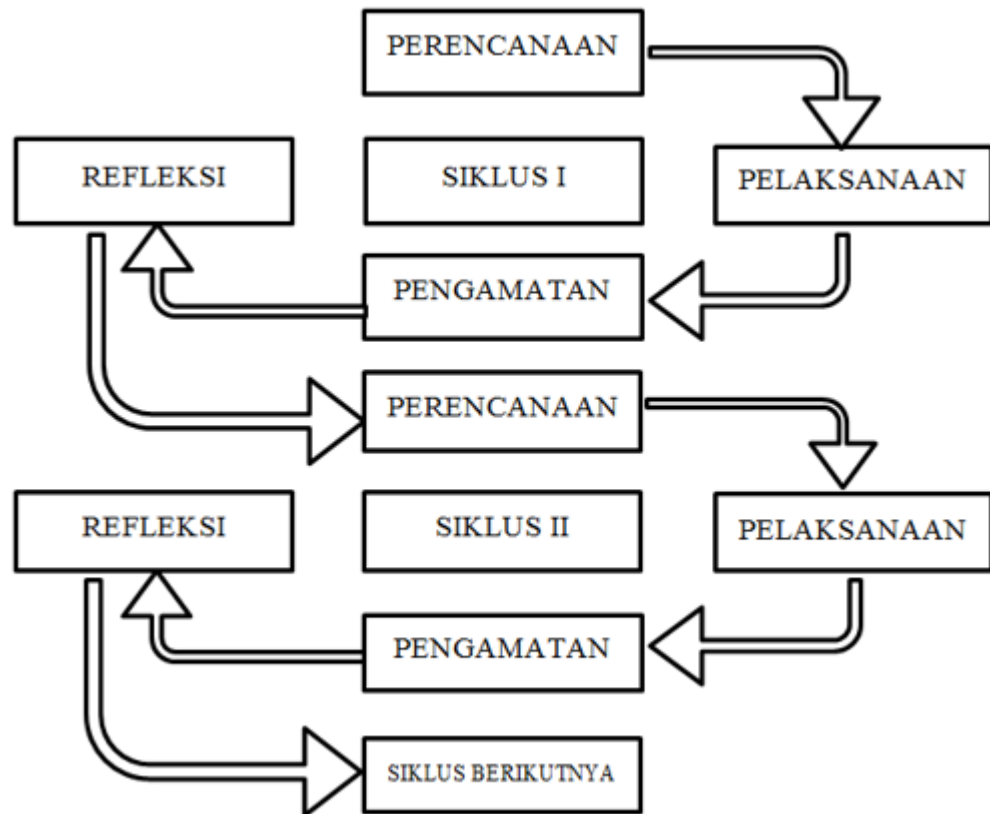 PERENCANAAN
REFLEKSI
SIKLUS I
PELAKSANAAN
PENGAMATAN
PERENCANAAN
REFLEKSI
SIKLUS II
PELAKSANAAN
PENGAMATAN
SIKLUS BERIKUTNYA